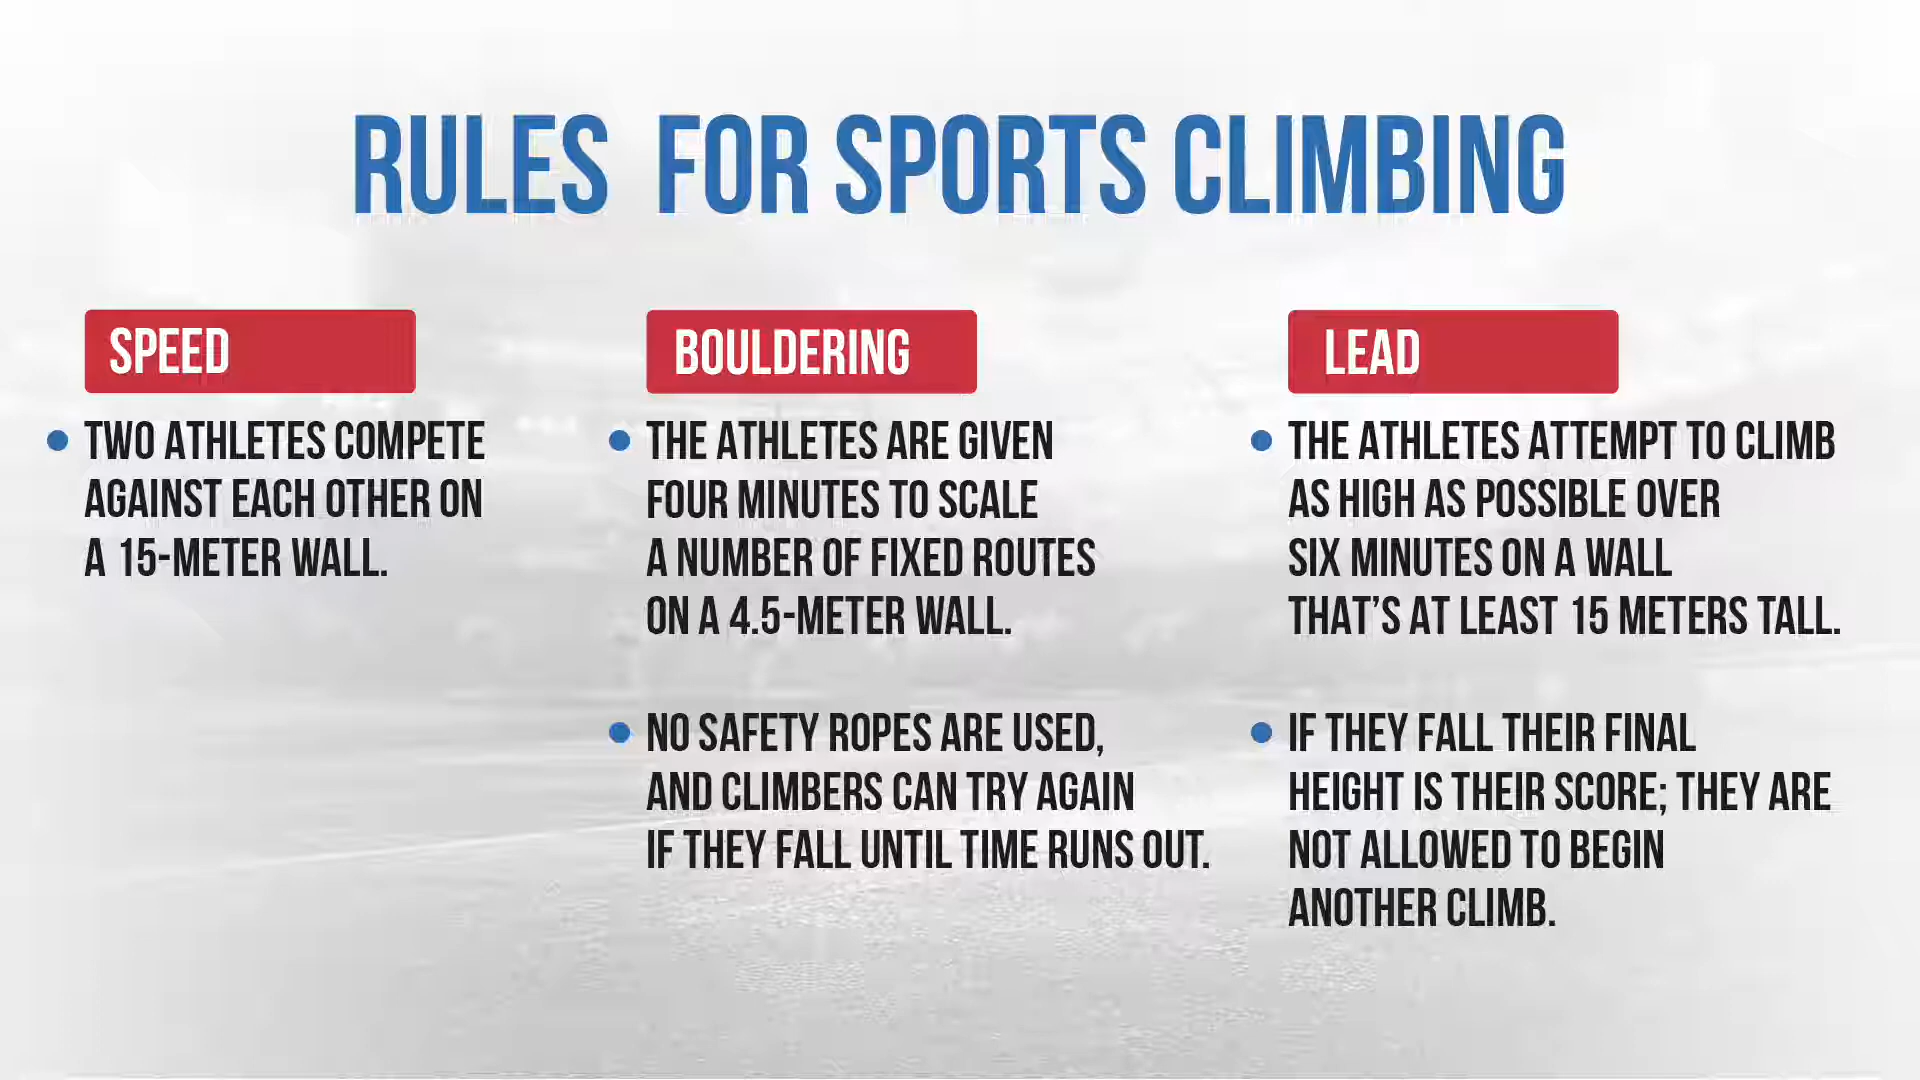 RULES FOR SPORTS CLIMBING
SPEED
TWO ATHLETES COMPETE
AGAINST EACH OTHER ON
A 15-METER WALL.
BOULDERING
THE ATHLETES ARE GIVEN
FOUR MINUTES TO SCALE
A NUMBER OF FIXED ROUTES
ON A 4.5-METER WALL.
NO SAFETY ROPES ARE USED,
AND CLIMBERS CAN TRY AGAIN
IF THEY FALL UNTIL TIME RUNS OUT.
LEAD
THE ATHLETES ATTEMPT TO CLIMB
AS HIGH AS POSSIBLE OVER
SIX MINUTES ON A WALL
THAT'S AT LEAST 15 METERS TALL.
IF THEY FALL THEIR FINAL
HEIGHT IS THEIR SCORE; THEY ARE
NOT ALLOWED TO BEGIN
ANOTHER CLIMB.